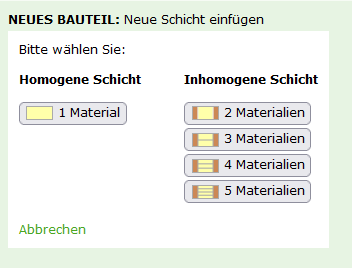 NEUES BAUTEIL: Neue Schicht einfügen
Bitte wählen Sie:
Homogene Schicht
1 Material
Inhomogene Schicht
2 Materialien
3 Materialien
4 Materialien
5 Materialien
Abbrechen